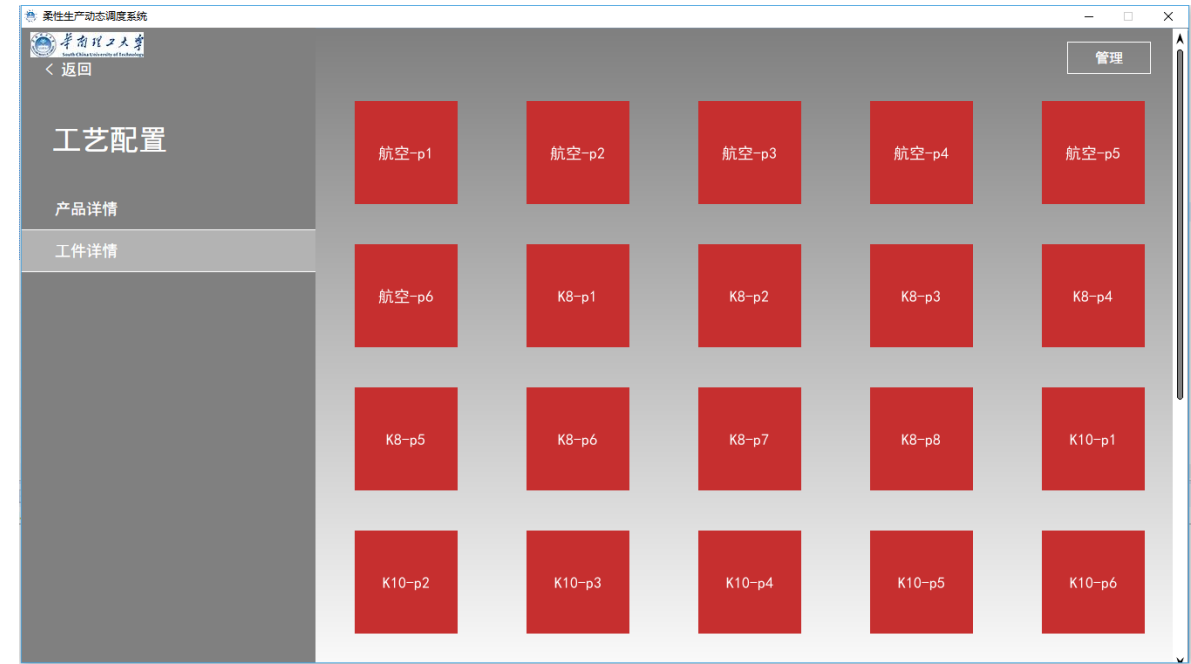 柔性生产动态调度系统
华南理工大学
South China University of Technology
< 返回
管理
工艺配置
产品详情
工件详情
航空-p1
航空-p2
航空-p3
航空-p4
航空-p5
航空-p6
K8-p1
K8-p2
K8-p3
K8-p4
K8-p5
K8-p6
K8-p7
K8-p8
K10-p1
K10-p2
K10-p3
K10-p4
K10-p5
K10-p6